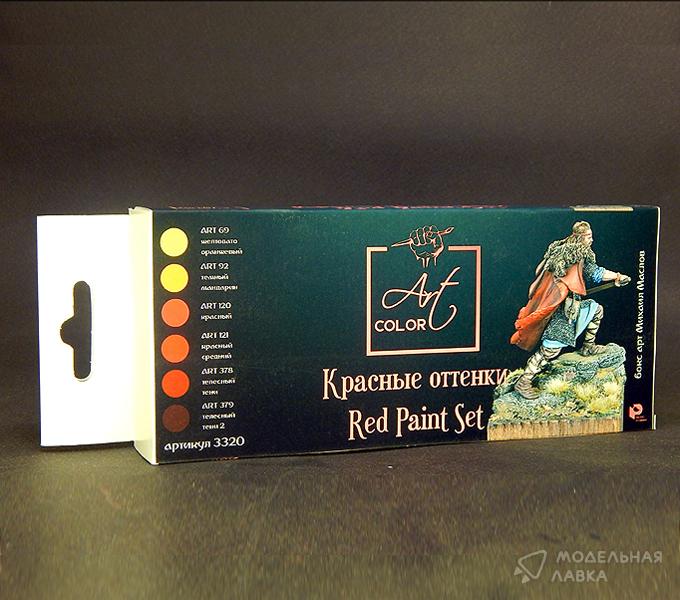 ART 69
желтовато
оранжевый
ART 92
темный
мандарин
ART 120
красный
ART 121
красный
средний
ART 378
телесный
тени
ART 379
телесный
тени 2
артикул 3320
Art
COLOR
Красные оттенки
Red Paint Set
бокс арт Михаил Маслов
МОДЕЛЬНАЯ
ЛАВКА